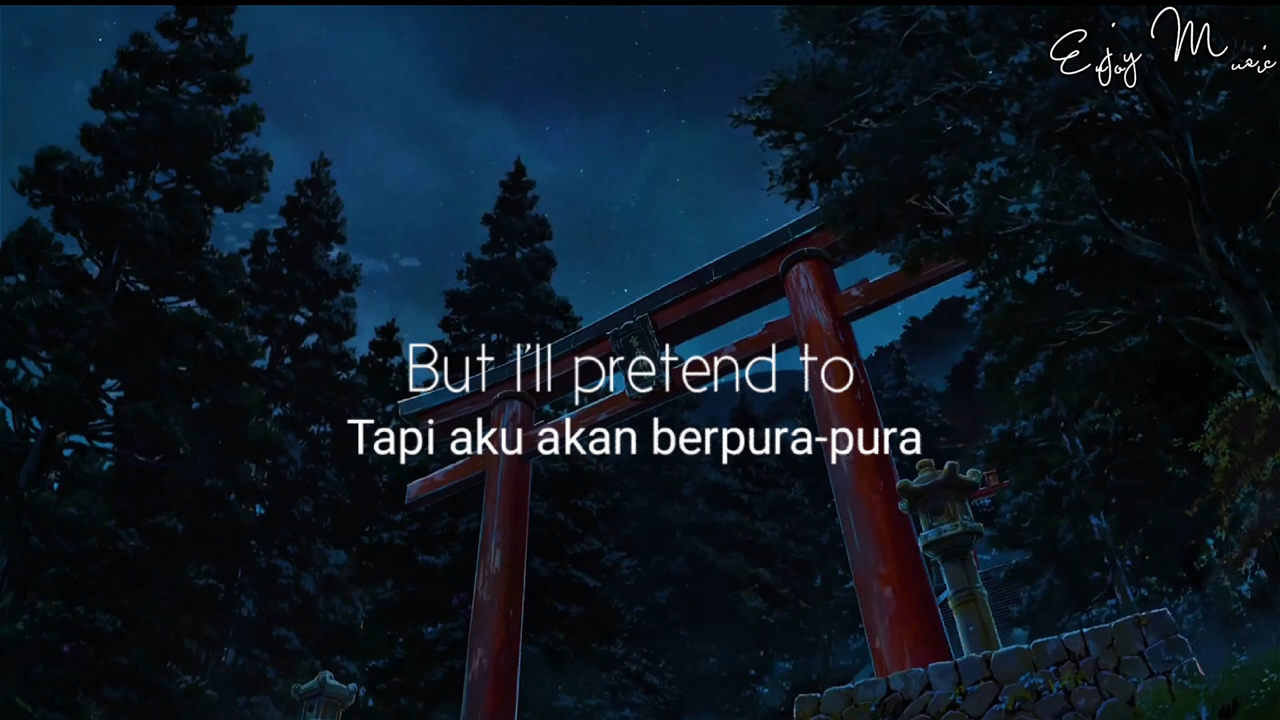 Enjoy Music
But I'll pretend to
Tapi aku akan berpura-pura